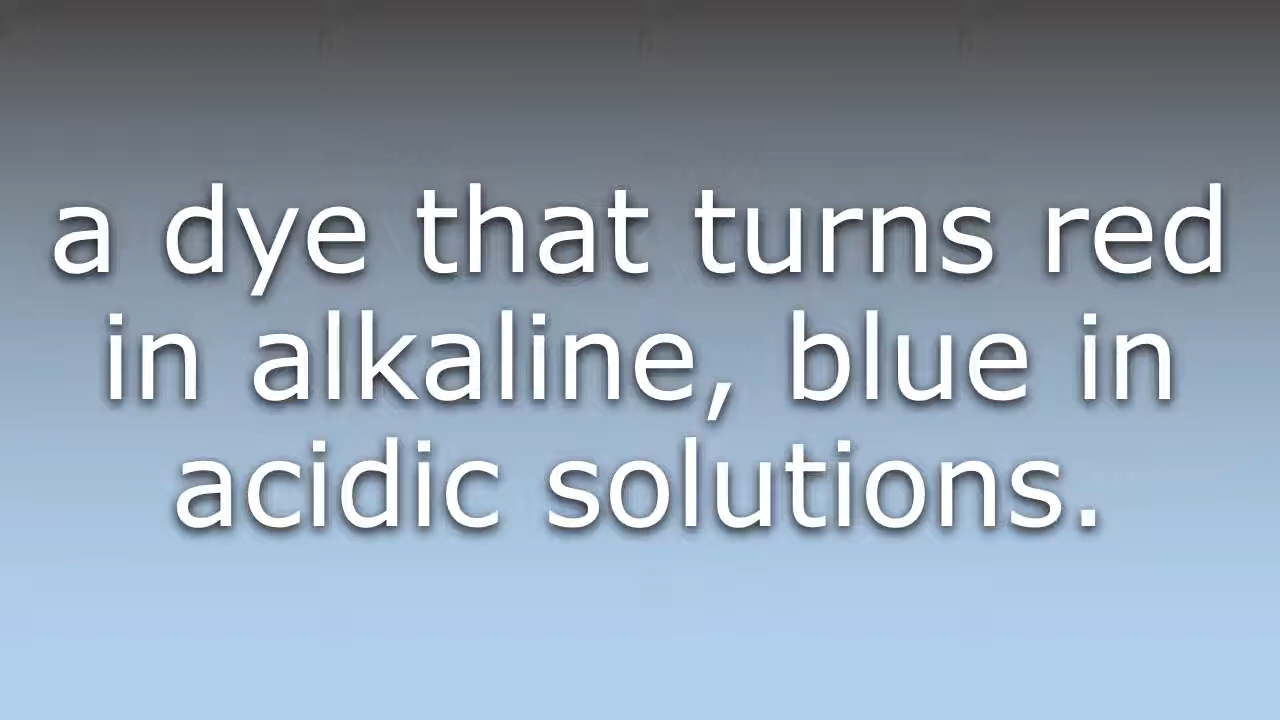 a dye that turns red
in alkaline, blue in
acidic solutions.